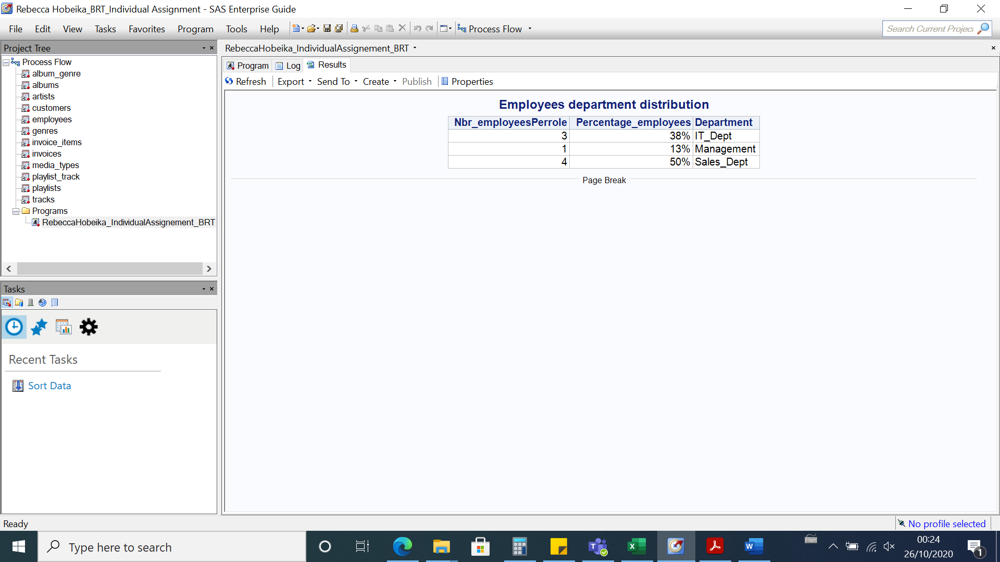 Rebecca Hobeika_BRT_Individual Assignment - SAS Enterprise Guide
File Edit View Tasks Favorites Program Tools Help Process Flow Search Current Project
Project Tree
Process Flow
album_genre
albums
artists
customers
employees
genres
invoice_items
invoices
media_types
playlist_track
playlists
tracks
Programs
RebeccaHobeika_IndividualAssignement_BRT
Tasks
Recent Tasks
Sort Data
RebeccaHobeika_IndividualAssignement_BRT
Program Log Results
Refresh Export Send To Create Publish Properties
Employees department distribution
Nbr_employeesPerrole Percentage_employees Department
3 38% IT_Dept
1 13% Management
4 50% Sales_Dept
Page Break
Ready No profile selected
Type here to search
00:24
26/10/2020
1